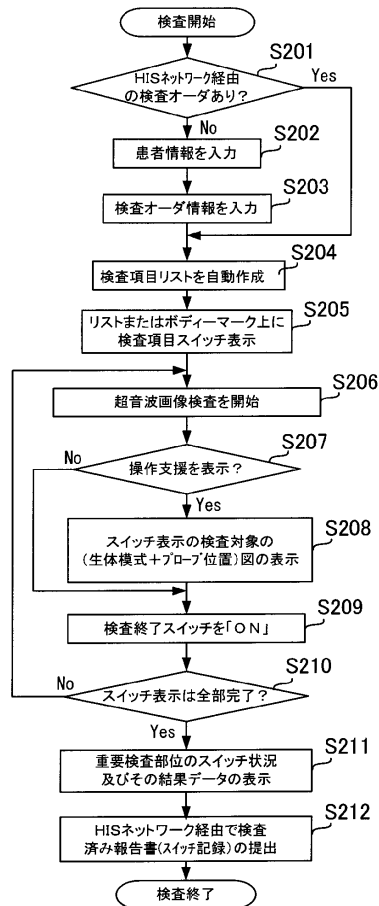 検査開始
S201
HISネットワーク経由
の検査オーダあり?
Yes
No
S202
患者情報を入力
S203
検査オーダ情報を入力
S204
検査項目リストを自動作成
S205
リストまたはボディーマーク上に
検査項目スイッチ表示
S206
超音波画像検査を開始
S207
No
操作支援を表示?
Yes
S208
スイッチ表示の検査対象の
(生体模式+プローブ位置)図の表示
S209
検査終了スイッチを「ON」
S210
No
スイッチ表示は全部完了?
Yes
S211
重要検査部位のスイッチ状況
及びその結果データの表示
S212
HISネットワーク経由で検査
済み報告書(スイッチ記録)の提出
検査終了